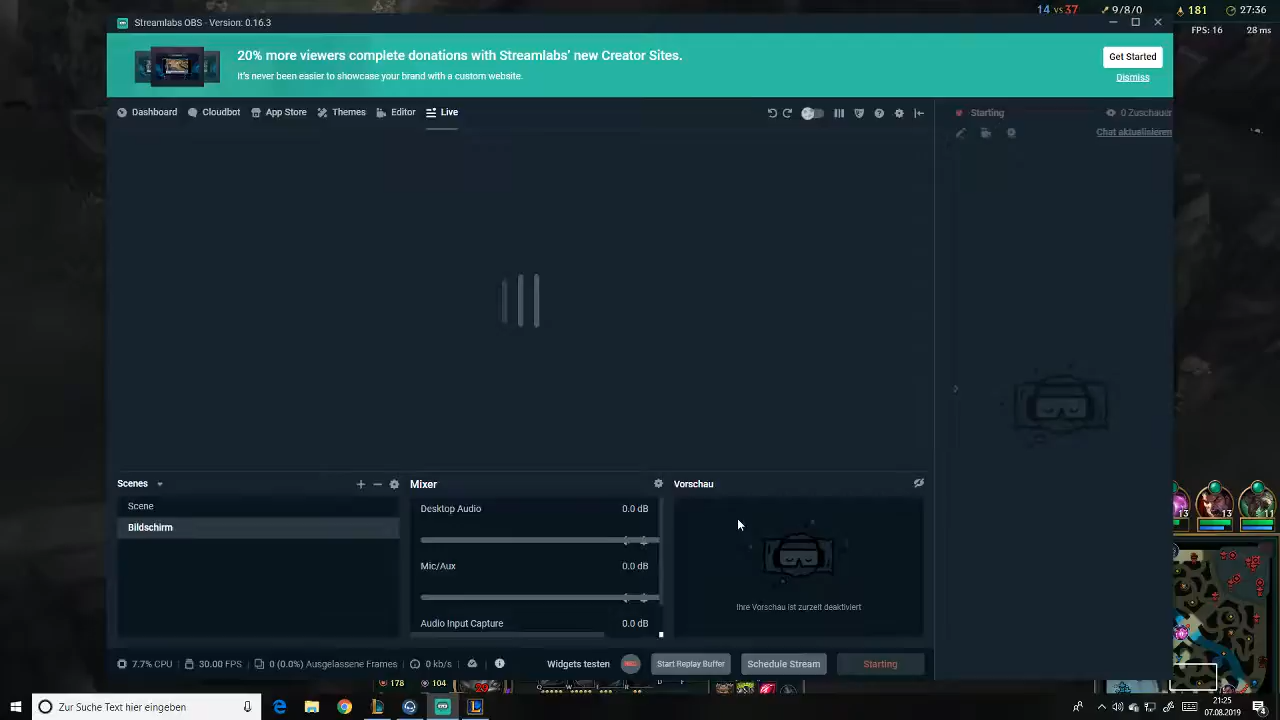 14 vs 37 9/8/0 181 27:36
Streamlabs OBS - Version: 0.16.3
FPS: 16 28 ms
20% more viewers complete donations with Streamlabs' new Creator Sites.
It's never been easier to showcase your brand with a custom website.
Get Started
Dismiss
Dashboard Cloudbot App Store Themes Editor Live
Starting 0 Zuschauer
Chat aktualisieren
Scenes Mixer Vorschau
Scene
Bildschirm
Desktop Audio 0.0 dB
Mic/Aux 0.0 dB
Audio Input Capture 0.0 dB
Ihre Vorschau ist zurzeit deaktiviert
13 13 11
7.7% CPU 30.00 FPS 0 (0.0%) Ausgelassene Frames 0 kb/s Widgets testen Start Replay Buffer Schedule Stream Starting
178 104
Zur Suche Text hier eingeben
21:25
07.08.2019